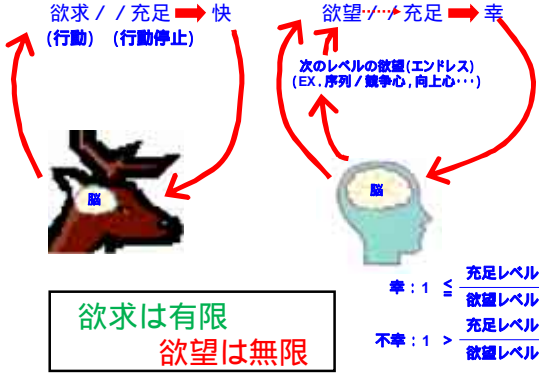 欲求 // 充足 ➡ 快
(行動) (行動停止)
欲望 // 充足 ➡ 幸
次のレベルの欲望(エンドレス)
(EX.序列/競争心,向上心･･･)
脳
脳
幸:1 ≦ 充足レベル
欲望レベル
不幸:1 > 充足レベル
欲望レベル
欲求は有限
欲望は無限